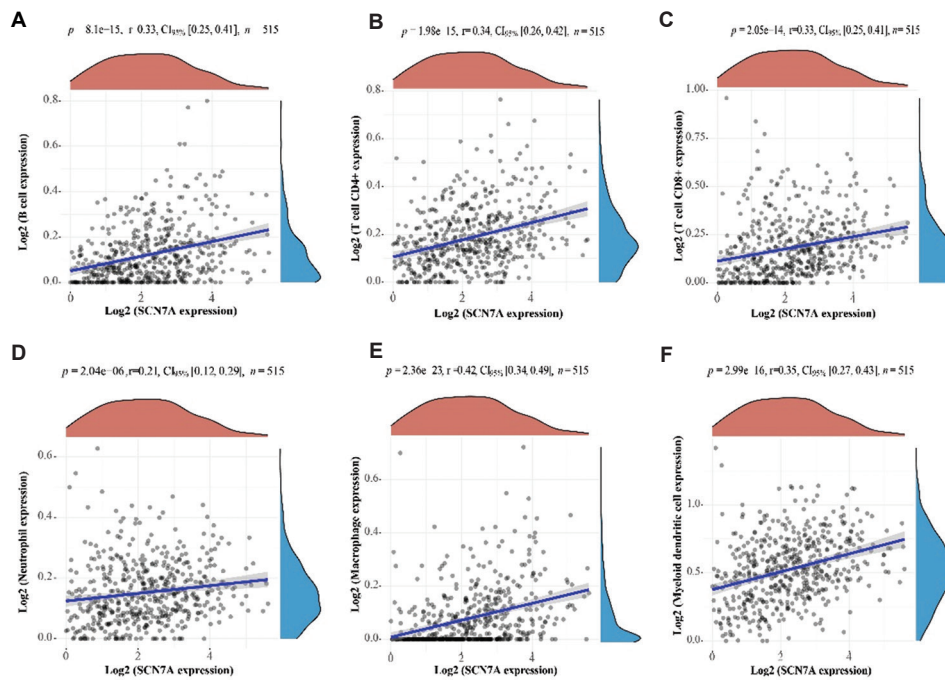 A
p 8.1e−15, r 0.33, CI95% [0.25, 0.41], n 515
0.8
0.6
0.4
0.2
0.0
Log2 (B cell expression)
0 2 4
Log2 (SCN7A expression)
B
p = 1.98e 15, r=0.34, CI95% [0.26, 0.42], n = 515
0.8
0.6
0.4
0.2
0.0
Log2 (T cell CD4+ expression)
0 2 4
Log2 (SCN7A expression)
C
p = 2.05e−14, r=0.33, CI95% [0.25, 0.41], n = 515
1.00
0.75
0.50
0.25
0.00
Log2 (T cell CD8+ expression)
0 2 4
Log2 (SCN7A expression)
D
p = 2.04e−06, r=0.21, CI95% [0.12, 0.29], n = 515
0.6
0.4
0.2
0.0
Log2 (Neutrophil expression)
0 2 4
Log2 (SCN7A expression)
E
p = 2.36e 23, r=0.42, CI95% [0.34, 0.49], n = 515
0.6
0.4
0.2
0.0
Log2 (Macrophage expression)
0 2 4
Log2 (SCN7A expression)
F
p = 2.99e 16, r=0.35, CI95% [0.27, 0.43], n = 515
1.0
0.5
0.0
Log2 (Myeloid dendritic cell expression)
0 2 4
Log2 (SCN7A expression)